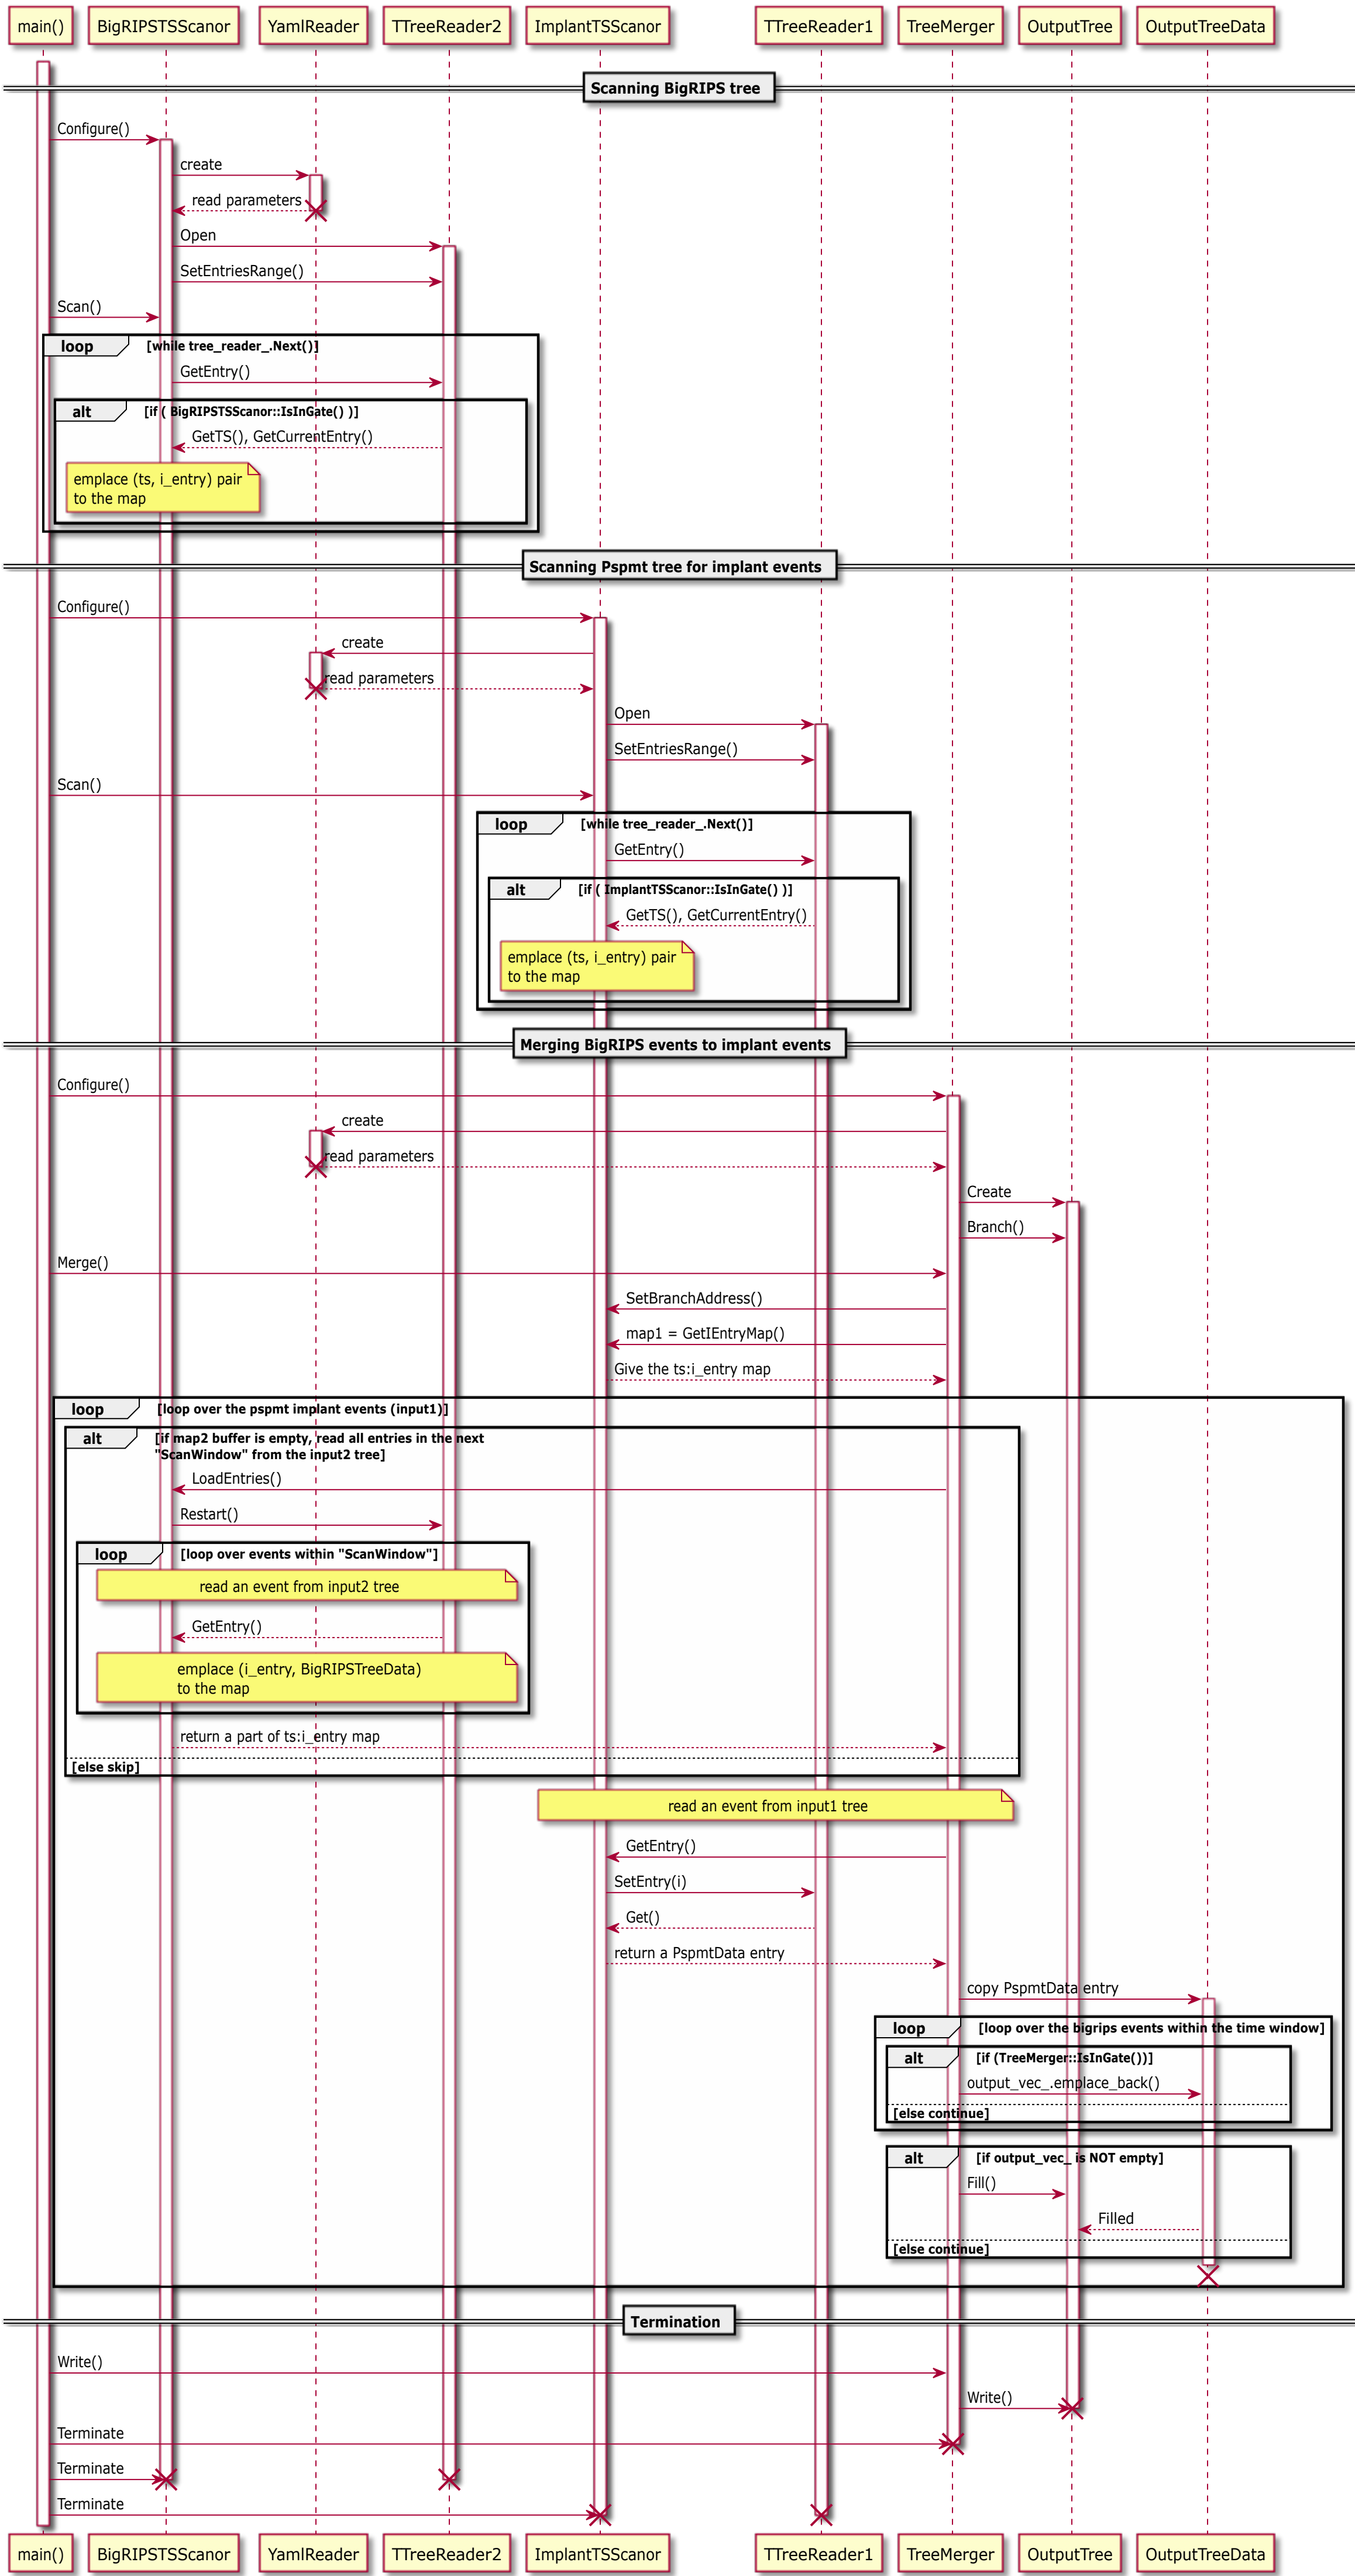 main()
BigRIPSTSScanor
YamlReader
TTreeReader2
ImplantTSScanor
TTreeReader1
TreeMerger
OutputTree
OutputTreeData
Scanning BigRIPS tree
Configure()
create
read parameters
Open
SetEntriesRange()
Scan()
loop [while tree_reader_.Next()]
GetEntry()
alt [if ( BigRIPSTSScanor::IsInGate() )]
GetTS(), GetCurrentEntry()
emplace (ts, i_entry) pair
to the map
Scanning Pspmt tree for implant events
Configure()
create
read parameters
Open
SetEntriesRange()
Scan()
loop [while tree_reader_.Next()]
GetEntry()
alt [if ( ImplantTSScanor::IsInGate() )]
GetTS(), GetCurrentEntry()
emplace (ts, i_entry) pair
to the map
Merging BigRIPS events to implant events
Configure()
create
read parameters
Create
Branch()
Merge()
SetBranchAddress()
map1 = GetIEntryMap()
Give the ts:i_entry map
loop [loop over the pspmt implant events (input1)]
alt [if map2 buffer is empty, read all entries in the next
"ScanWindow" from the input2 tree]
LoadEntries()
Restart()
loop [loop over events within "ScanWindow"]
read an event from input2 tree
GetEntry()
emplace (i_entry, BigRIPSTreeData)
to the map
return a part of ts:i_entry map
[else skip]
read an event from input1 tree
GetEntry()
SetEntry(i)
Get()
return a PspmtData entry
copy PspmtData entry
loop [loop over the bigrips events within the time window]
alt [if (TreeMerger::IsInGate())]
output_vec_.emplace_back()
[else continue]
alt [if output_vec_ is NOT empty]
Fill()
Filled
[else continue]
Termination
Write()
Write()
Terminate
Terminate
Terminate
main()
BigRIPSTSScanor
YamlReader
TTreeReader2
ImplantTSScanor
TTreeReader1
TreeMerger
OutputTree
OutputTreeData